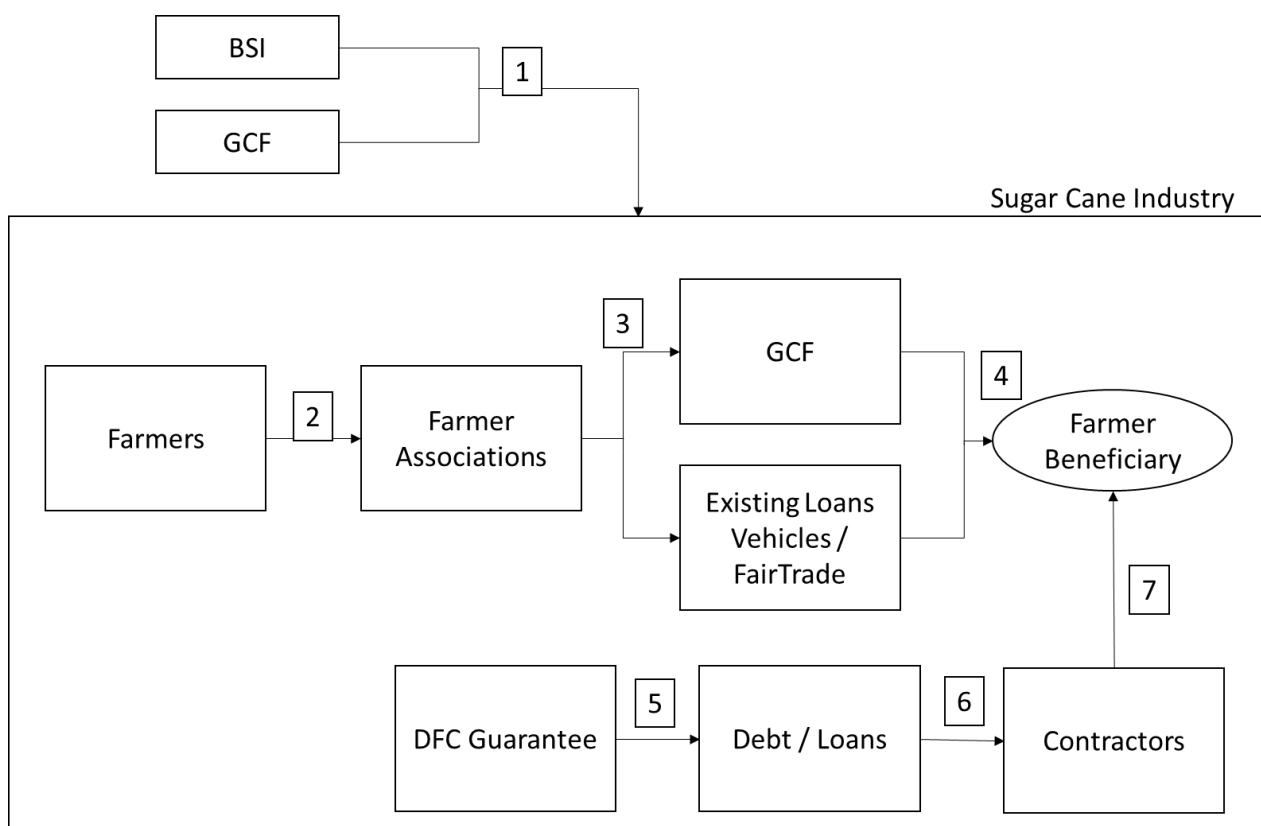 BSI
1
GCF
Sugar Cane Industry
3
GCF
4
Farmers
2
Farmer
Associations
Farmer
Beneficiary
Existing Loans
Vehicles /
FairTrade
7
DFC Guarantee
5
Debt / Loans
6
Contractors